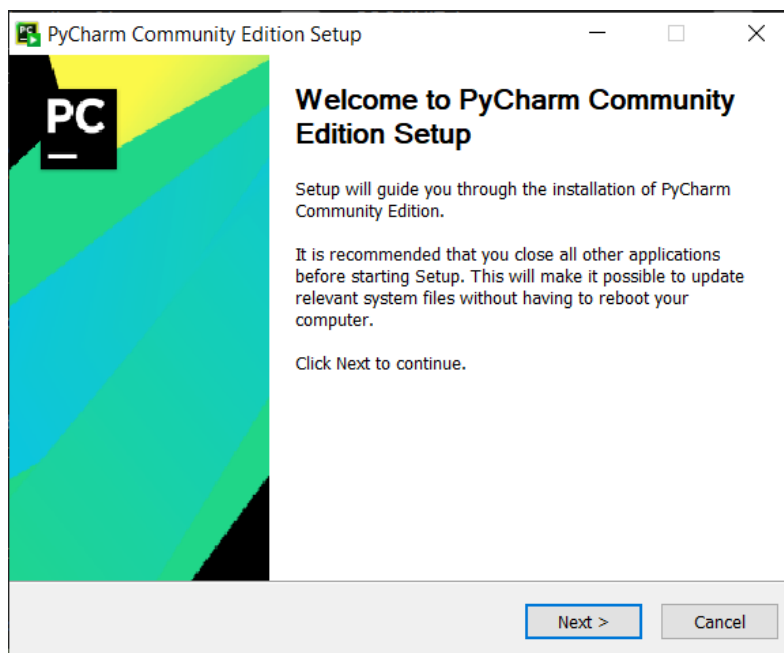 PyCharm Community Edition Setup
PC
Welcome to PyCharm Community
Edition Setup
Setup will guide you through the installation of PyCharm
Community Edition.
It is recommended that you close all other applications
before starting Setup. This will make it possible to update
relevant system files without having to reboot your
computer.
Click Next to continue.
Next >
Cancel